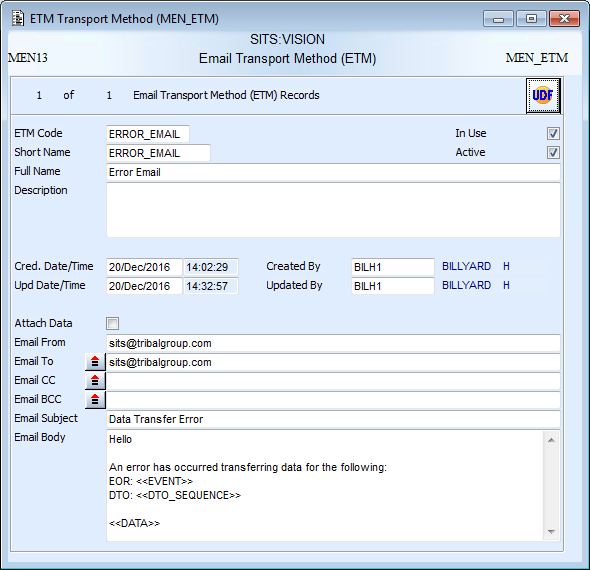 ETM Transport Method (MEN_ETM)
SITS:VISION
MEN13 Email Transport Method (ETM) MEN_ETM
1 of 1 Email Transport Method (ETM) Records UDF
ETM Code ERROR_EMAIL In Use
Short Name ERROR_EMAIL Active
Full Name Error Email
Description
Cred. Date/Time 20/Dec/2016 14:02:29 Created By BILH1 BILLYARD H
Upd Date/Time 20/Dec/2016 14:32:57 Updated By BILH1 BILLYARD H
Attach Data
Email From sits@tribalgroup.com
Email To sits@tribalgroup.com
Email CC
Email BCC
Email Subject Data Transfer Error
Email Body Hello
An error has occurred transferring data for the following:
EOR: <<EVENT>>
DTO: <<DTO_SEQUENCE>>
<<DATA>>